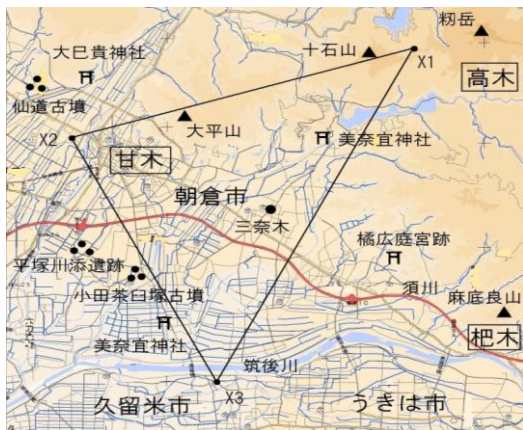 籾岳
十石山
大巳貴神社
X1
高木
仙道古墳
大平山
X2
美奈宜神社
甘木
朝倉市
三奈木
橘広庭宮跡
平塚川添遺跡
須川
小田茶臼塚古墳
麻底良山
美奈宜神社
杷木
筑後川
X3
久留米市
うきは市